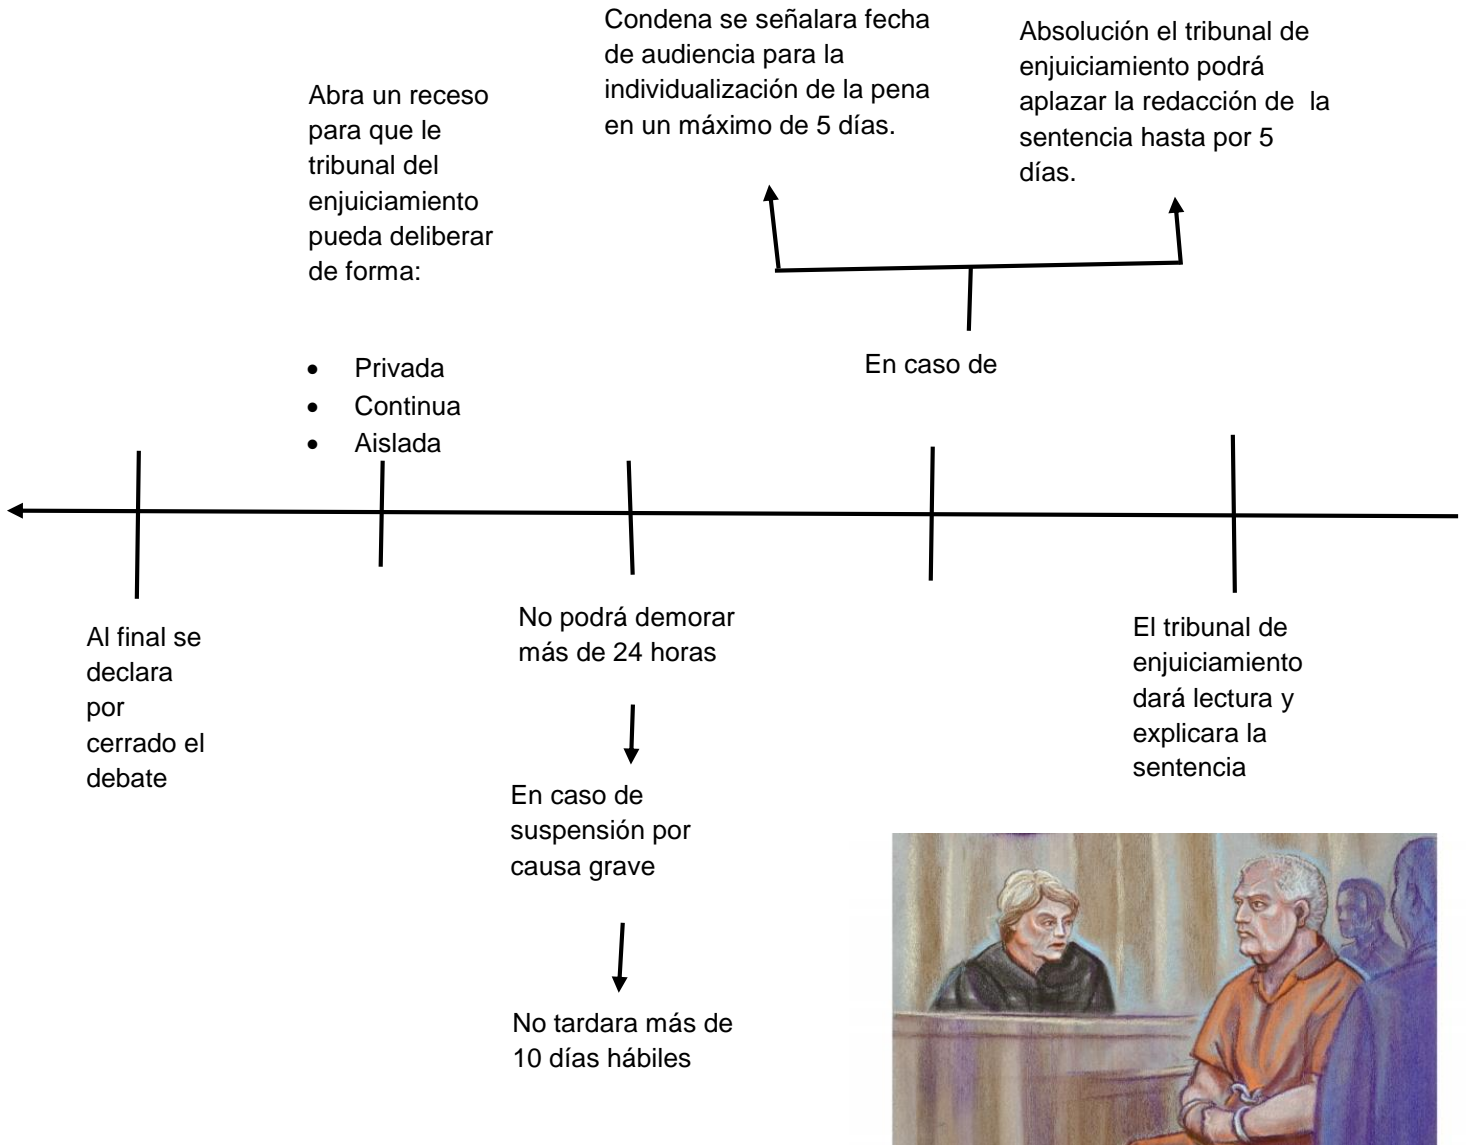 Abra un receso
para que le
tribunal del
enjuiciamiento
pueda deliberar
de forma:
• Privada
• Continua
• Aislada
Condena se señalara fecha
de audiencia para la
individualización de la pena
en un máximo de 5 días.
Absolución el tribunal de
enjuiciamiento podrá
aplazar la redacción de la
sentencia hasta por 5
días.
En caso de
Al final se
declara
por
cerrado el
debate
No podrá demorar
más de 24 horas
En caso de
suspensión por
causa grave
No tardara más de
10 días hábiles
El tribunal de
enjuiciamiento
dará lectura y
explicara la
sentencia